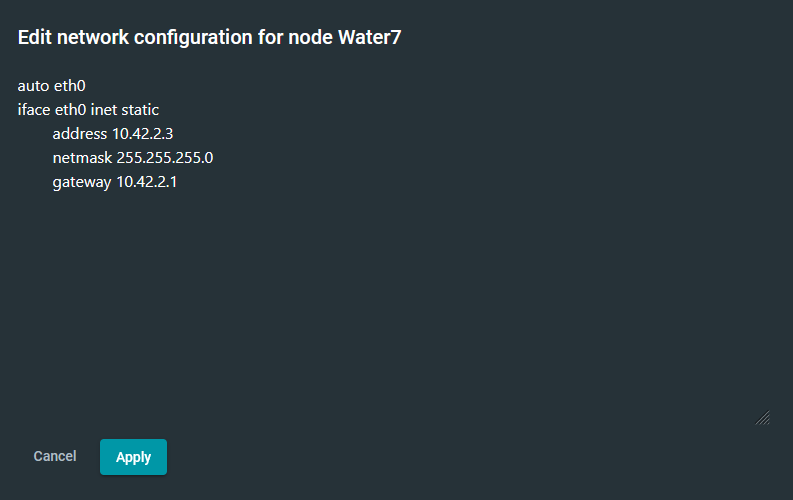 Edit network configuration for node Water7
auto eth0
iface eth0 inet static
address 10.42.2.3
netmask 255.255.255.0
gateway 10.42.2.1
Cancel
Apply